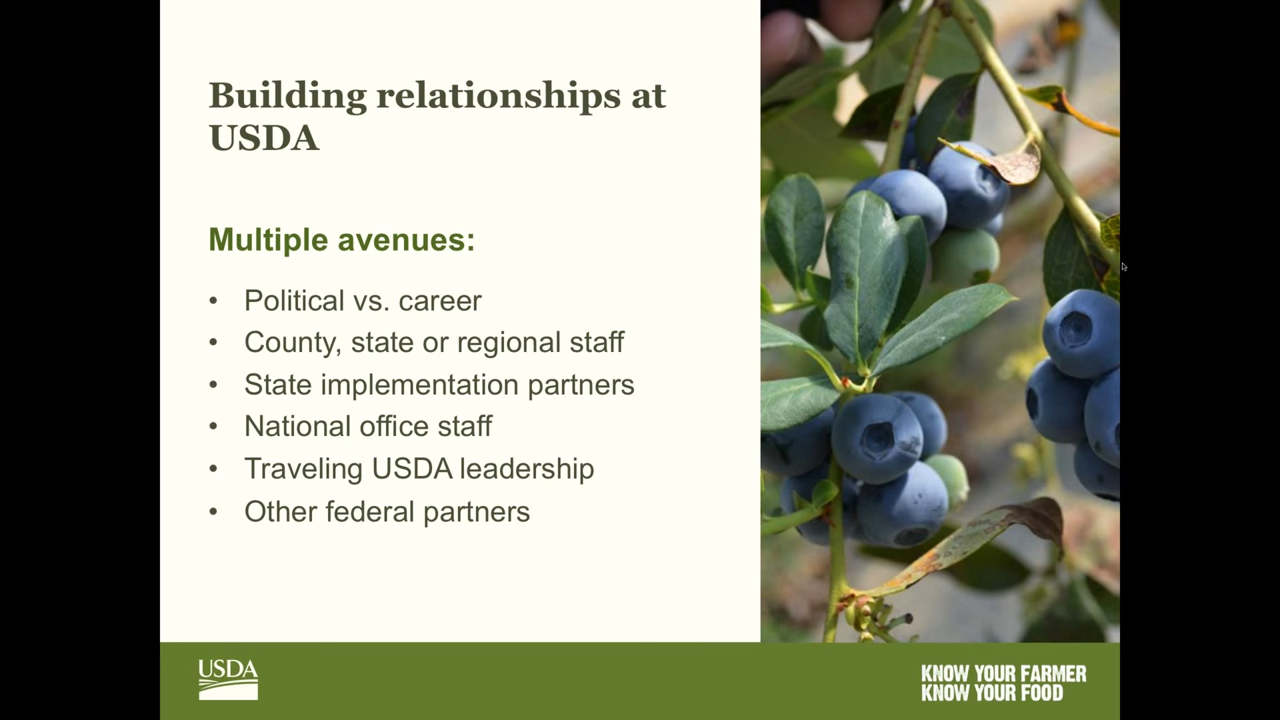 Building relationships at
USDA
Multiple avenues:
• Political vs. career
• County, state or regional staff
• State implementation partners
• National office staff
• Traveling USDA leadership
• Other federal partners
USDA
KNOW YOUR FARMER
KNOW YOUR FOOD